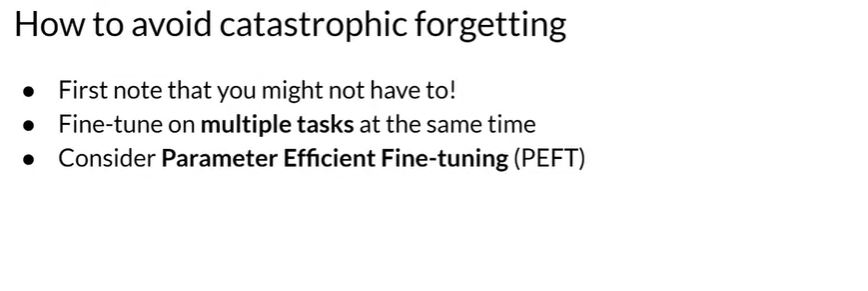 How to avoid catastrophic forgetting
● First note that you might not have to!
● Fine-tune on multiple tasks at the same time
● Consider Parameter Efficient Fine-tuning (PEFT)